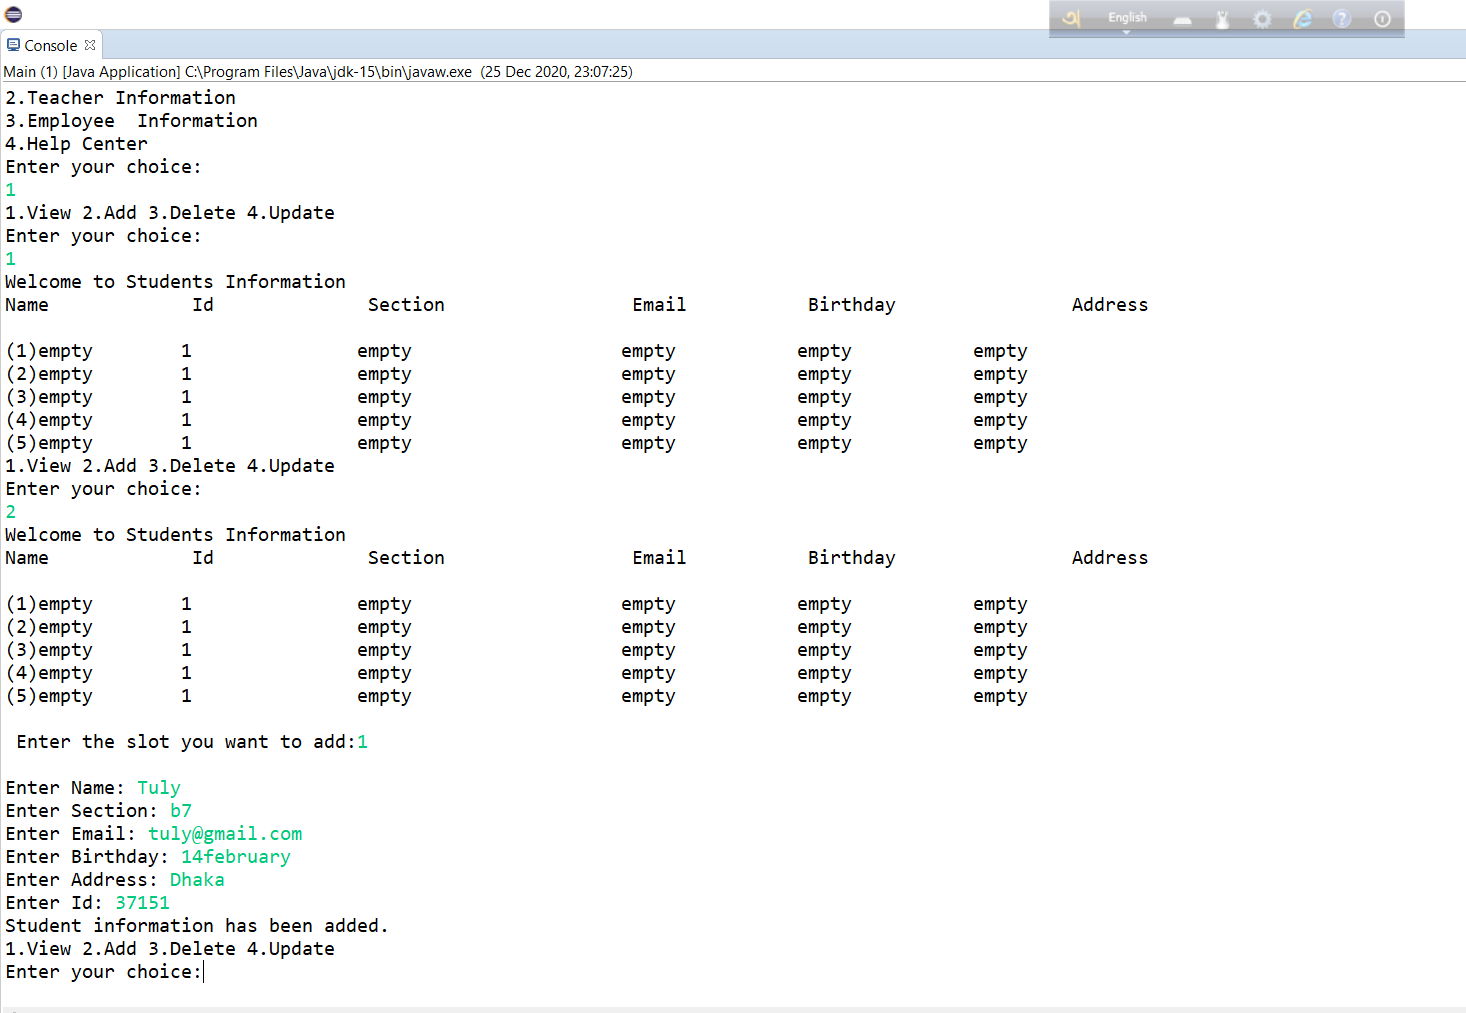 English
Console
Main (1) [Java Application] C:\Program Files\Java\jdk-15\bin\javaw.exe (25 Dec 2020, 23:07:25)
2.Teacher Information
3.Employee  Information
4.Help Center
Enter your choice:
1
1.View 2.Add 3.Delete 4.Update
Enter your choice:
1
Welcome to Students Information
Name             Id              Section                 Email           Birthday                Address
(1)empty        1               empty                   empty           empty           empty
(2)empty        1               empty                   empty           empty           empty
(3)empty        1               empty                   empty           empty           empty
(4)empty        1               empty                   empty           empty           empty
(5)empty        1               empty                   empty           empty           empty
1.View 2.Add 3.Delete 4.Update
Enter your choice:
2
Welcome to Students Information
Name             Id              Section                 Email           Birthday                Address
(1)empty        1               empty                   empty           empty           empty
(2)empty        1               empty                   empty           empty           empty
(3)empty        1               empty                   empty           empty           empty
(4)empty        1               empty                   empty           empty           empty
(5)empty        1               empty                   empty           empty           empty
Enter the slot you want to add:1
Enter Name: Tuly
Enter Section: b7
Enter Email: tuly@gmail.com
Enter Birthday: 14february
Enter Address: Dhaka
Enter Id: 37151
Student information has been added.
1.View 2.Add 3.Delete 4.Update
Enter your choice: